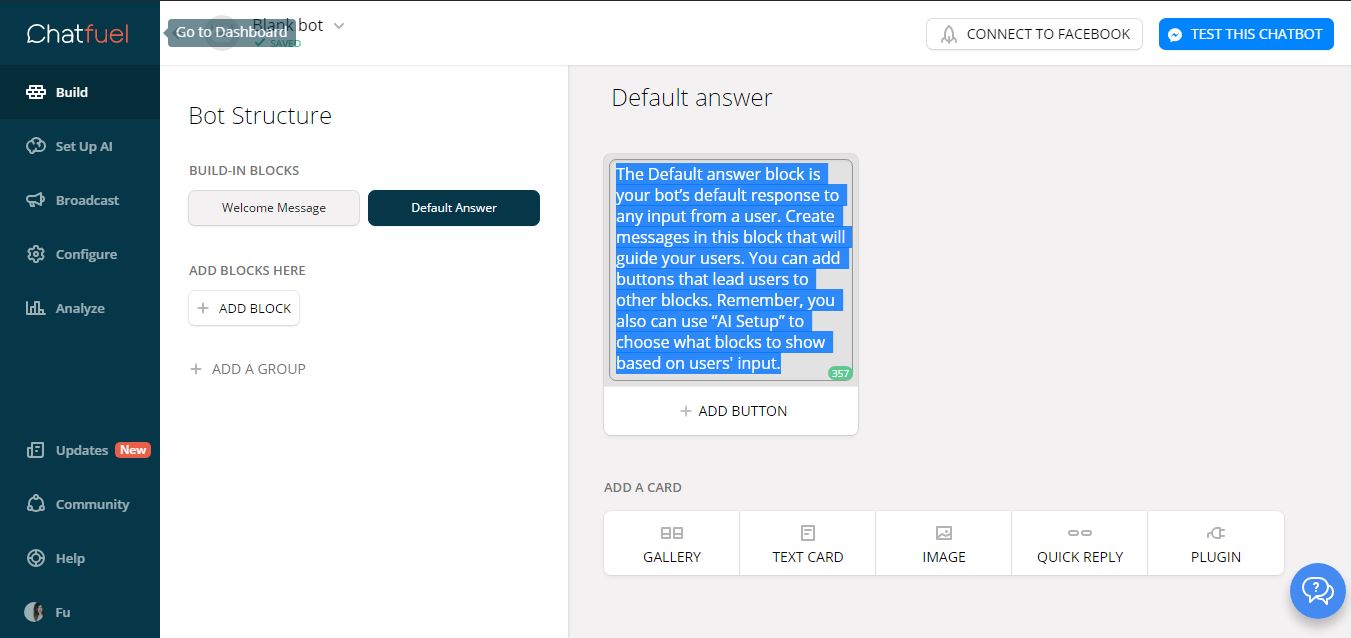 Chatfuel
Go to Dashboard
Blank bot
SAVED
CONNECT TO FACEBOOK
TEST THIS CHATBOT
Build
Set Up AI
Broadcast
Configure
Analyze
Updates New
Community
Help
Fu
Bot Structure
BUILD-IN BLOCKS
Welcome Message
Default Answer
ADD BLOCKS HERE
+ ADD BLOCK
+ ADD A GROUP
Default answer
The Default answer block is
your bot’s default response to
any input from a user. Create
messages in this block that will
guide your users. You can add
buttons that lead users to
other blocks. Remember, you
also can use “AI Setup” to
choose what blocks to show
based on users' input.
357
+ ADD BUTTON
ADD A CARD
GALLERY
TEXT CARD
IMAGE
QUICK REPLY
PLUGIN